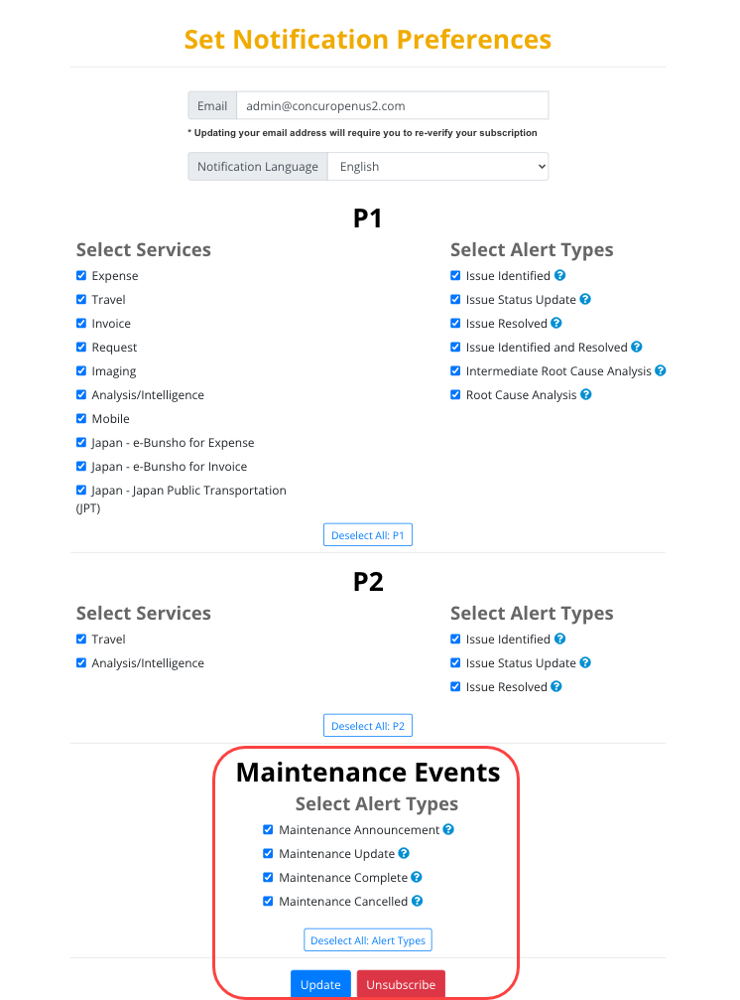 Set Notification Preferences
Email admin@concuropenus2.com
* Updating your email address will require you to re-verify your subscription
Notification Language English
P1
Select Services
Expense
Travel
Invoice
Request
Imaging
Analysis/Intelligence
Mobile
Japan - e-Bunsho for Expense
Japan - e-Bunsho for Invoice
Japan - Japan Public Transportation
(JPT)
Select Alert Types
Issue Identified ?
Issue Status Update ?
Issue Resolved ?
Issue Identified and Resolved ?
Intermediate Root Cause Analysis ?
Root Cause Analysis ?
Deselect All: P1
P2
Select Services
Travel
Analysis/Intelligence
Select Alert Types
Issue Identified ?
Issue Status Update ?
Issue Resolved ?
Deselect All: P2
Maintenance Events
Select Alert Types
Maintenance Announcement ?
Maintenance Update ?
Maintenance Complete ?
Maintenance Cancelled ?
Deselect All: Alert Types
Update Unsubscribe